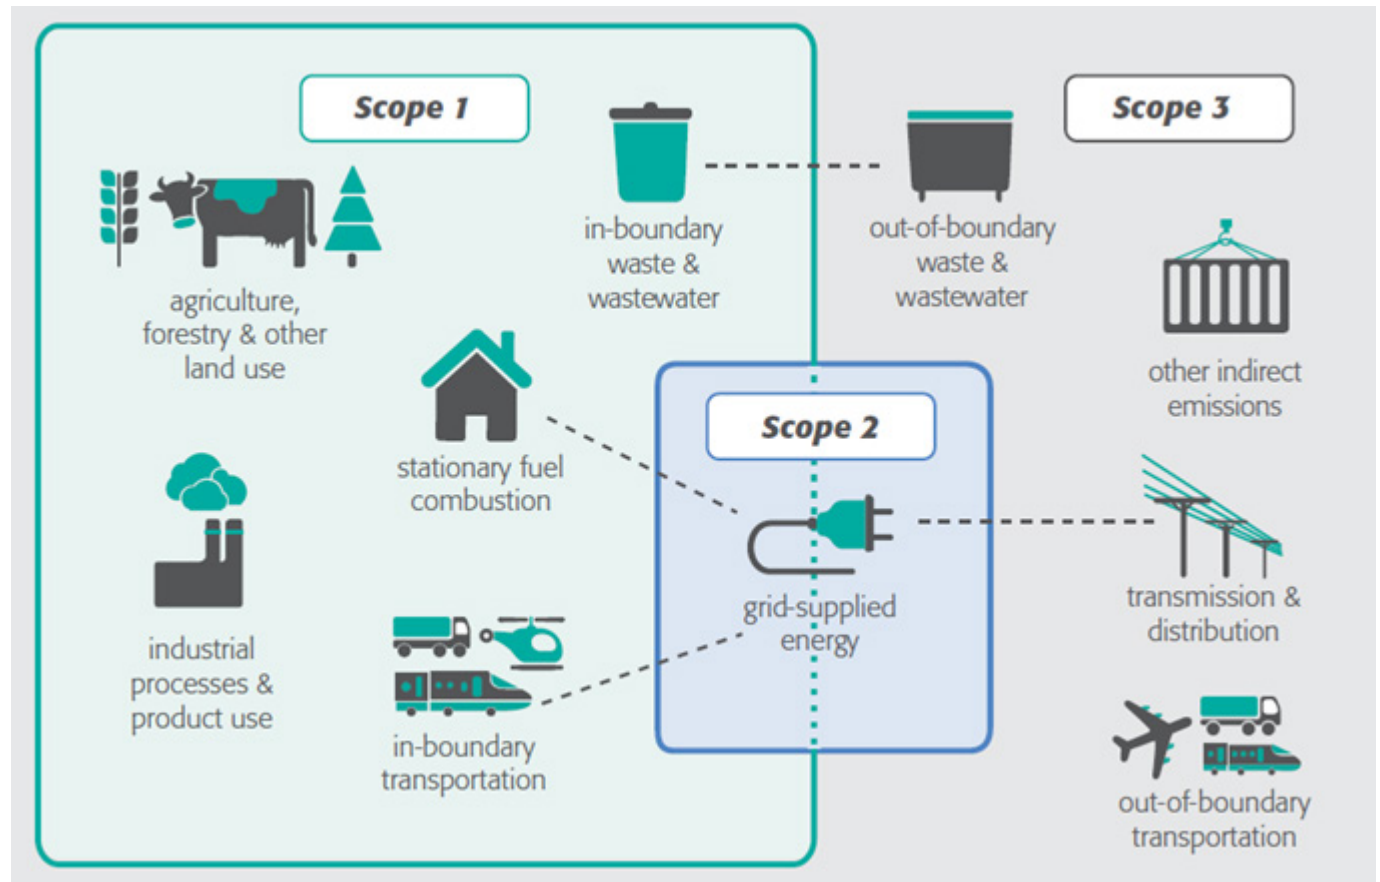 Scope 1
Scope 3
in-boundary
waste &
wastewater
out-of-boundary
waste &
wastewater
agriculture,
forestry & other
land use
other indirect
emissions
Scope 2
stationary fuel
combustion
grid-supplied
energy
transmission &
distribution
industrial
processes &
product use
in-boundary
transportation
out-of-boundary
transportation